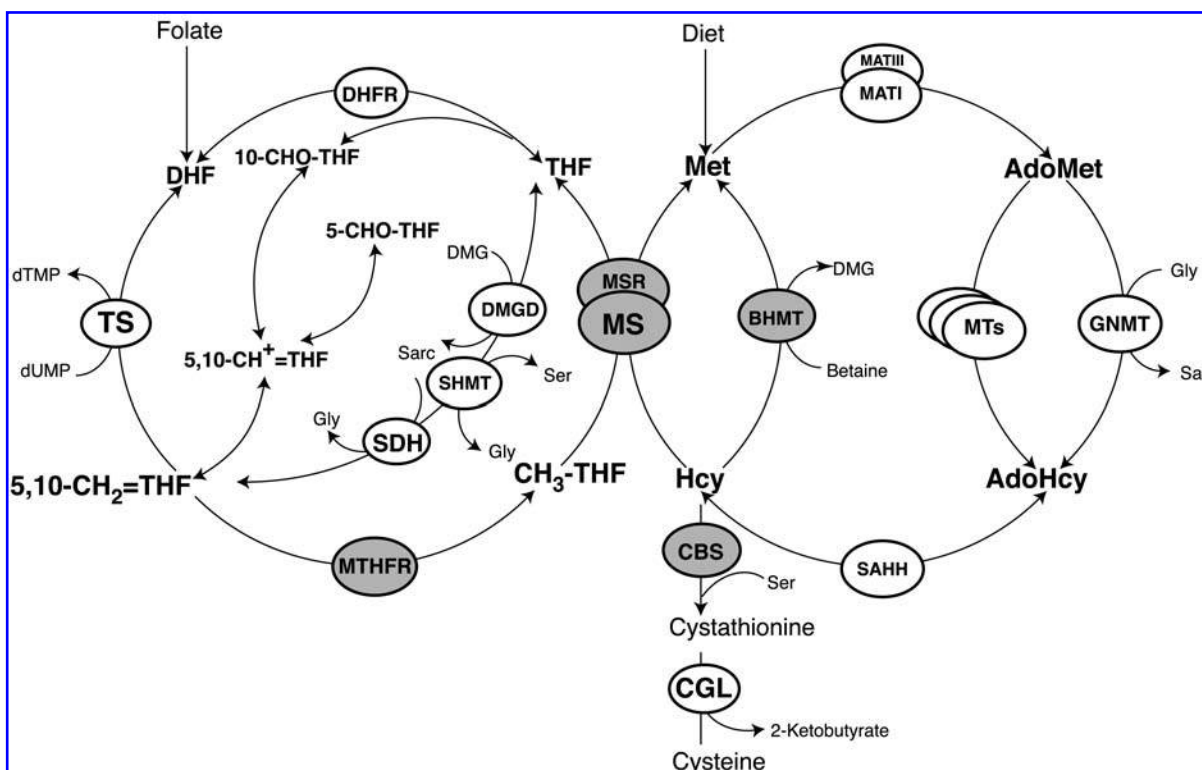 Folate
Diet
MATIII
MATI
DHFR
10-CHO-THF
DHF
THF
Met
AdoMet
5-CHO-THF
DMG
dTMP
TS
dUMP
DMGD
MSR
MS
BHMT
DMG
Betaine
MTs
Gly
GNMT
Sa
5,10-CH⁺=THF
Sarc
SHMT
Ser
Gly
SDH
Gly
5,10-CH₂=THF
CH₃-THF
Hcy
AdoHcy
MTHFR
CBS
SAHH
Ser
Cystathionine
CGL
2-Ketobutyrate
Cysteine